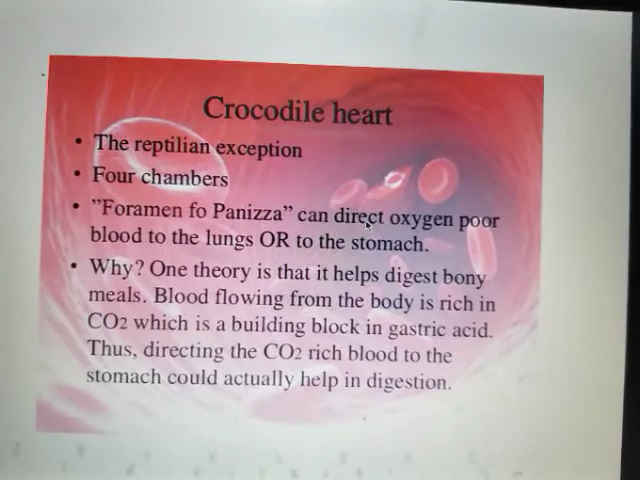 Crocodile heart
• The reptilian exception
• Four chambers
• ”Foramen fo Panizza” can direct oxygen poor
blood to the lungs OR to the stomach.
• Why? One theory is that it helps digest bony
meals. Blood flowing from the body is rich in
CO2 which is a building block in gastric acid.
Thus, directing the CO2 rich blood to the
stomach could actually help in digestion.